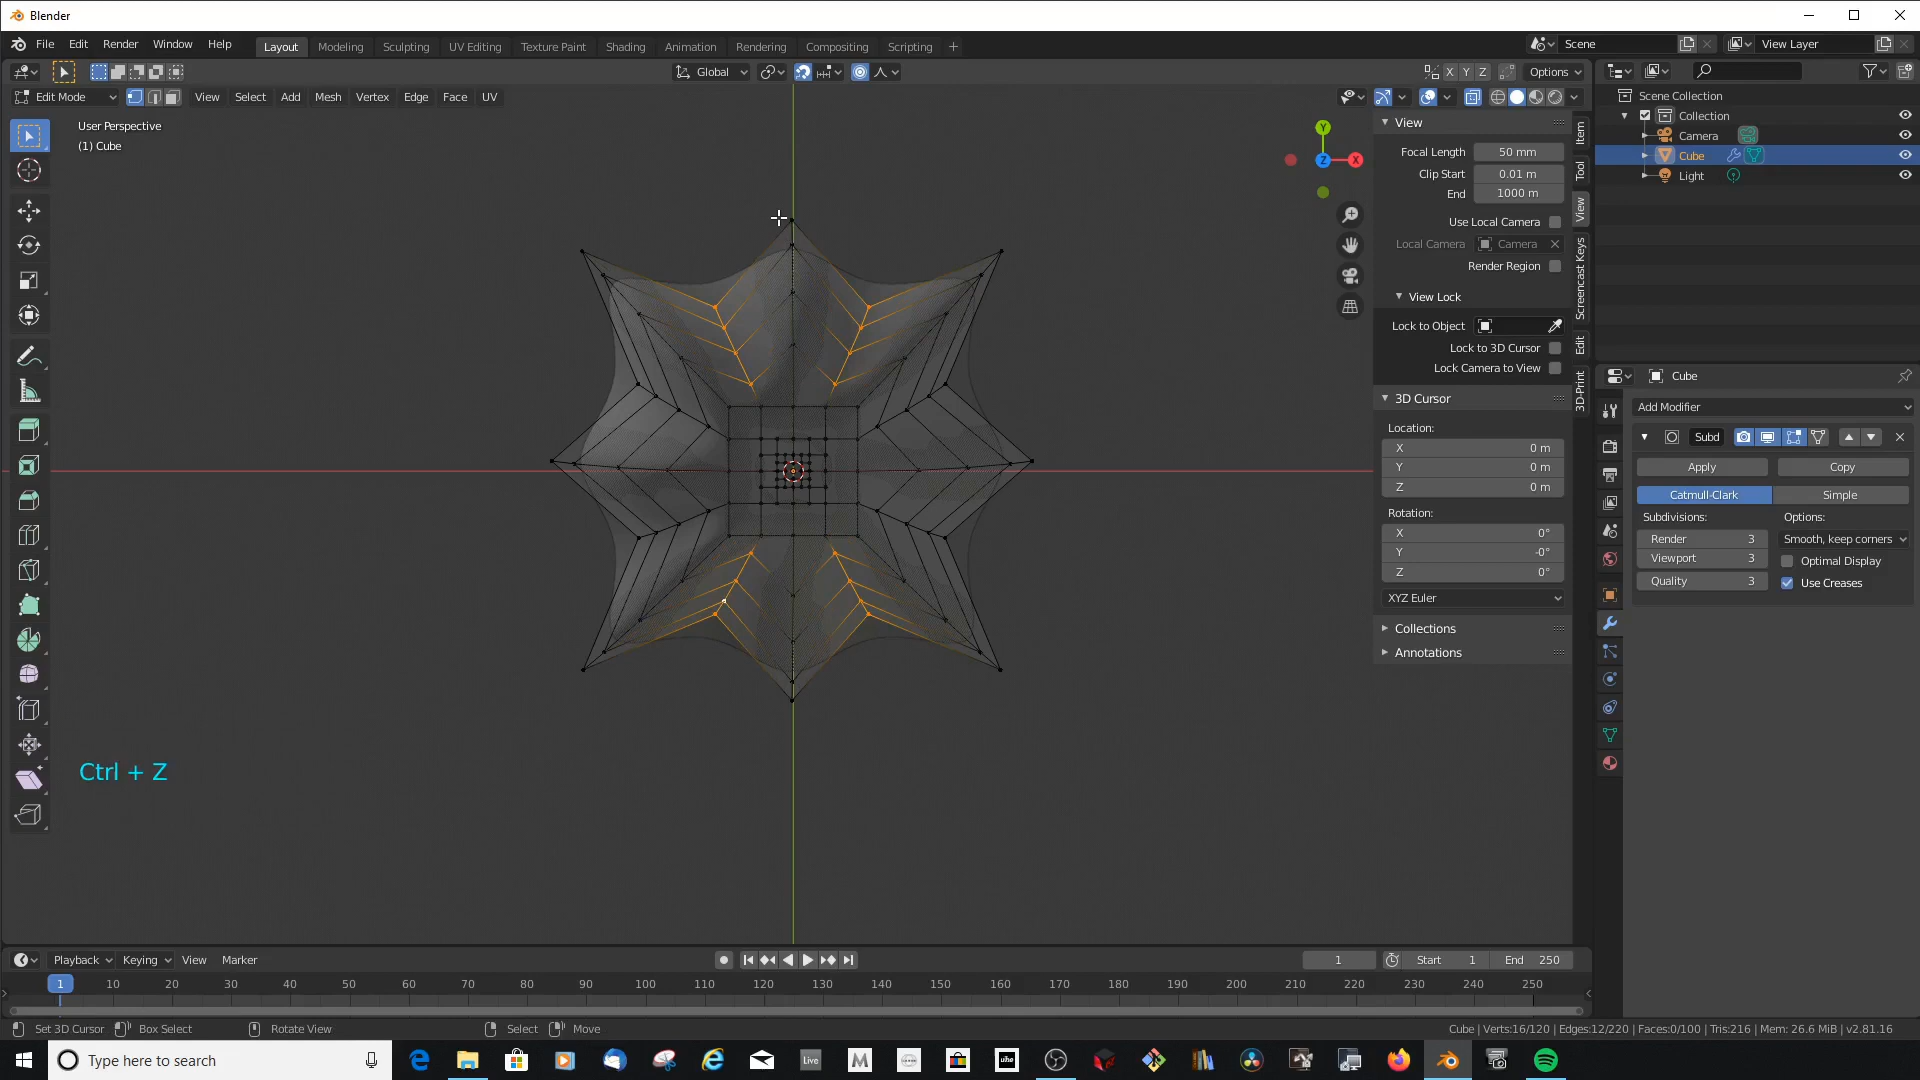 Blender
File Edit Render Window Help
Layout Modeling Sculpting UV Editing Texture Paint Shading Animation Rendering Compositing Scripting +
Scene
View Layer
Global
X Y Z
Options
Edit Mode View Select Add Mesh Vertex Edge Face UV
User Perspective
(1) Cube
Y
Z
X
View
Focal Length 50 mm
Clip Start 0.01 m
End 1000 m
Use Local Camera
Local Camera Camera
Render Region
View Lock
Lock to Object
Lock to 3D Cursor
Lock Camera to View
3D Cursor
Location:
X 0 m
Y 0 m
Z 0 m
Rotation:
X 0°
Y -0°
Z 0°
XYZ Euler
Collections
Annotations
Item
Tool
View
Screencast Keys
Edit
3D-Print
Scene Collection
Collection
Camera
Cube
Light
Cube
Add Modifier
Subd
Apply Copy
Catmull-Clark Simple
Subdivisions: Options:
Render 3 Smooth, keep corners
Viewport 3 Optimal Display
Quality 3 Use Creases
Ctrl + Z
Playback Keying View Marker
1 Start 1 End 250
1 10 20 30 40 50 60 70 80 90 100 110 120 130 140 150 160 170 180 190 200 210 220 230 240 250
Set 3D Cursor Box Select Rotate View Select Move
Cube | Verts:16/120 | Edges:12/220 | Faces:0/100 | Tris:216 | Mem: 26.6 MiB | v2.81.16
Type here to search
Live
M
uhe